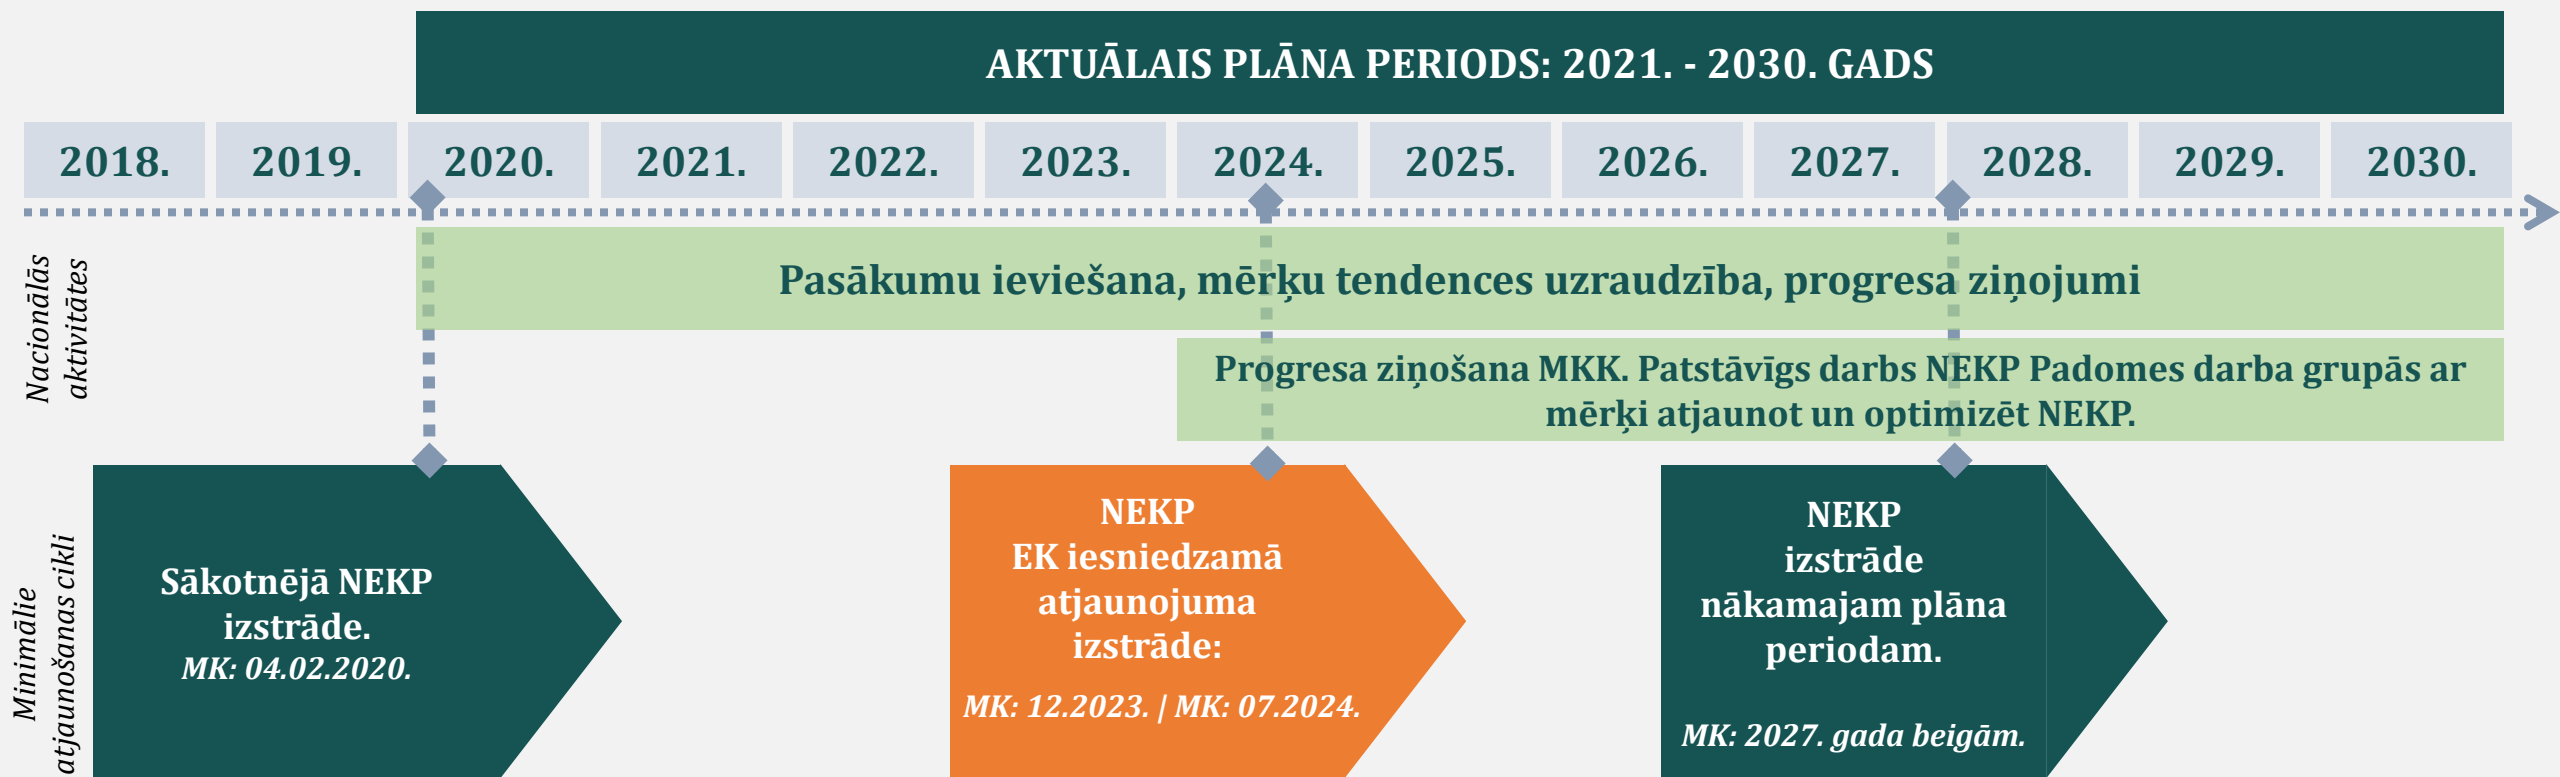 AKTUĀLAIS PLĀNA PERIODS: 2021. - 2030. GADS
2018. 2019. 2020. 2021. 2022. 2023. 2024. 2025. 2026. 2027. 2028. 2029. 2030.
Nacionālās
aktivitātes
Pasākumu ieviešana, mērķu tendences uzraudzība, progresa ziņojumi
Progresa ziņošana MKK. Patstāvīgs darbs NEKP Padomes darba grupās ar
mērķi atjaunot un optimizēt NEKP.
Minimālie
atjaunošanas cikli
Sākotnējā NEKP
izstrāde.
MK: 04.02.2020.
NEKP
EK iesniedzamā
atjaunojuma
izstrāde:
MK: 12.2023. | MK: 07.2024.
NEKP
izstrāde
nākamajam plāna
periodam.
MK: 2027. gada beigām.